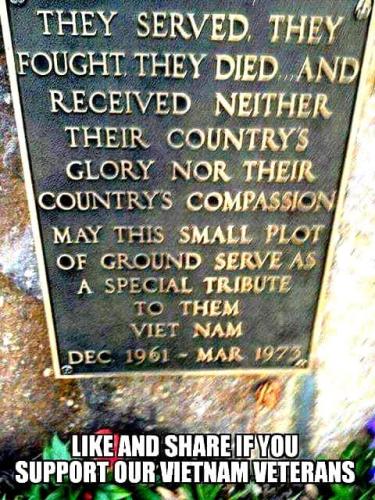 THEY SERVED, THEY
FOUGHT, THEY DIED...AND
RECEIVED NEITHER
THEIR COUNTRY'S
GLORY NOR THEIR
COUNTRY'S COMPASSION
MAY THIS SMALL PLOT
OF GROUND SERVE AS
A SPECIAL TRIBUTE
TO THEM
VIET NAM
DEC. 1961 - MAR 1973
LIKE AND SHARE IF YOU
SUPPORT OUR VIETNAM VETERANS